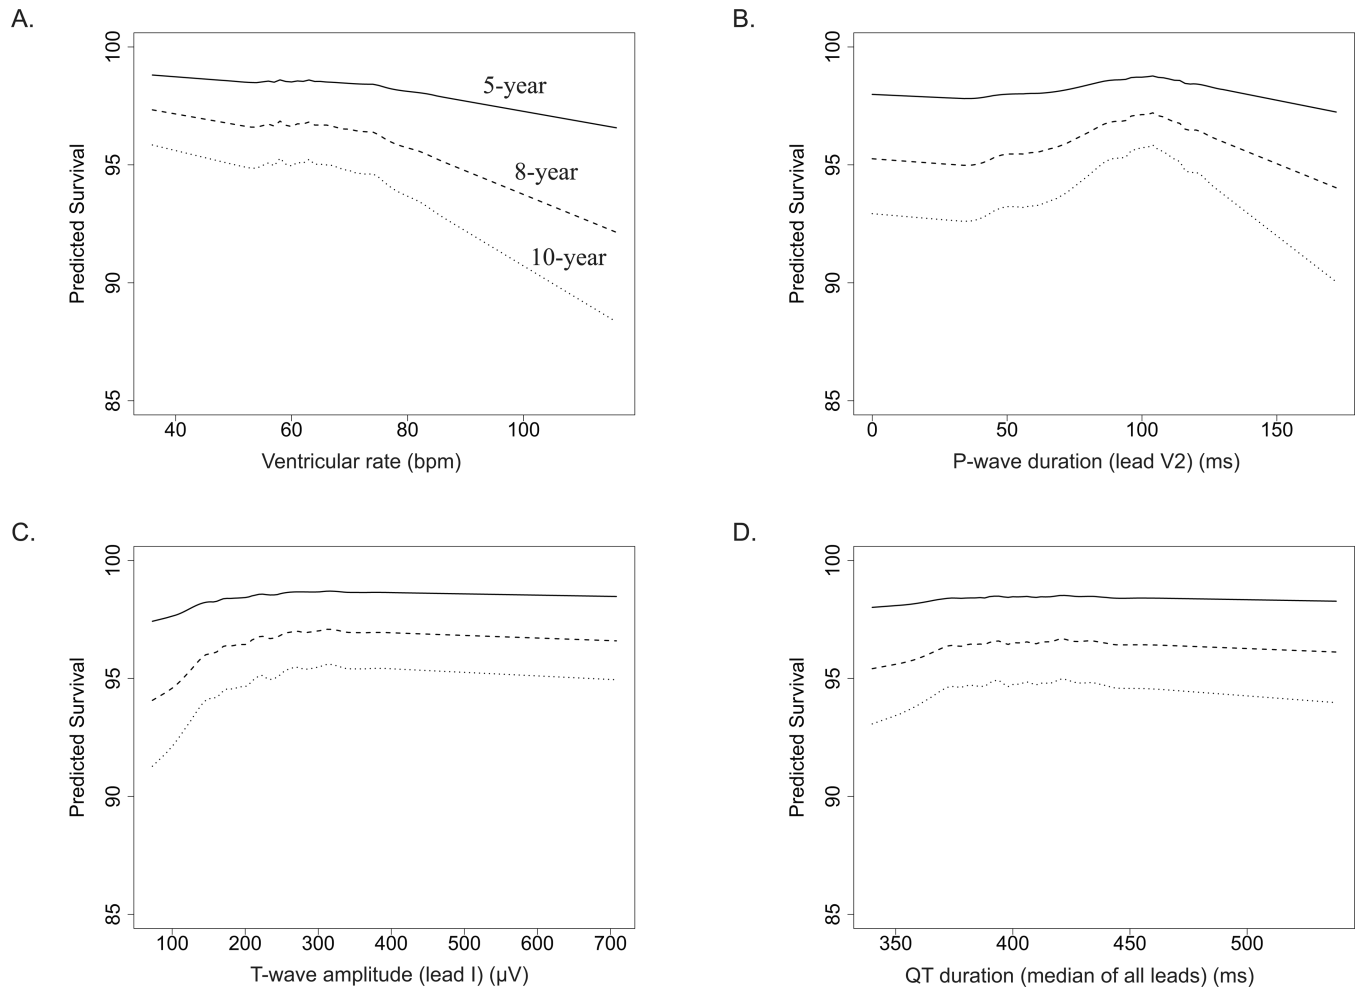 A.
100
95
90
85
Predicted Survival
5-year
8-year
10-year
40 60 80 100
Ventricular rate (bpm)
B.
100
95
90
85
Predicted Survival
0 50 100 150
P-wave duration (lead V2) (ms)
C.
100
95
90
85
Predicted Survival
100 200 300 400 500 600 700
T-wave amplitude (lead I) (µV)
D.
100
95
90
85
Predicted Survival
350 400 450 500
QT duration (median of all leads) (ms)